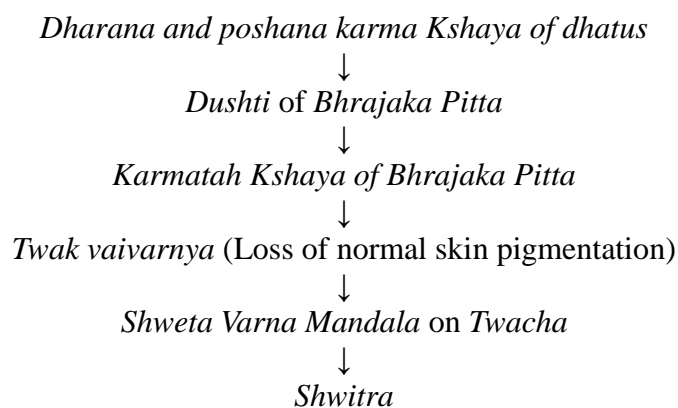 Dharana and poshana karma Kshaya of dhatus
↓
Dushti of Bhrajaka Pitta
↓
Karmatah Kshaya of Bhrajaka Pitta
↓
Twak vaivarnya (Loss of normal skin pigmentation)
↓
Shweta Varna Mandala on Twacha
↓
Shwitra